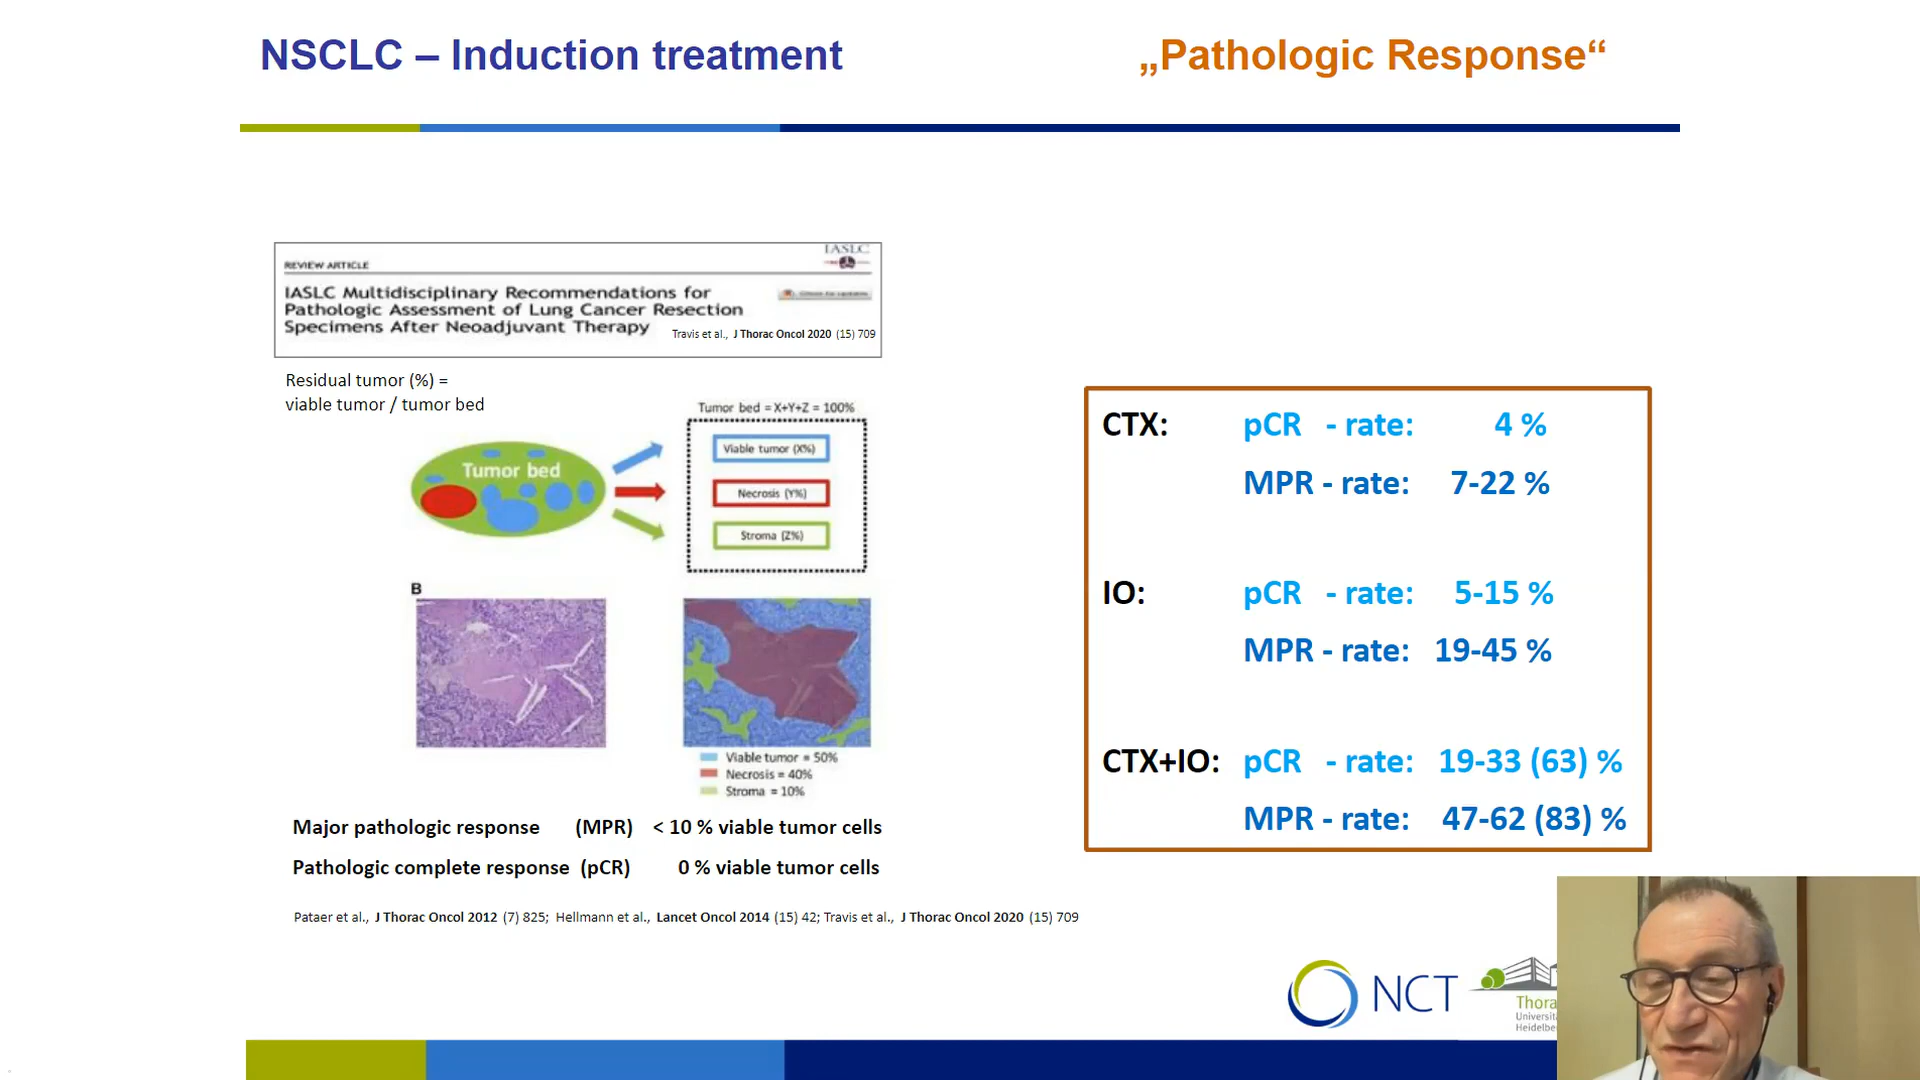 NSCLC – Induction treatment
„Pathologic Response“
IASLC
REVIEW ARTICLE
IASLC Multidisciplinary Recommendations for
Pathologic Assessment of Lung Cancer Resection
Specimens After Neoadjuvant Therapy
Travis et al., J Thorac Oncol 2020 (15) 709
Residual tumor (%) =
viable tumor / tumor bed
Tumor bed = X+Y+Z = 100%
Tumor bed
Viable tumor (X%)
Necrosis (Y%)
Stroma (Z%)
B
Viable tumor = 50%
Necrosis = 40%
Stroma = 10%
Major pathologic response (MPR) < 10 % viable tumor cells
Pathologic complete response (pCR) 0 % viable tumor cells
Pataer et al., J Thorac Oncol 2012 (7) 825; Hellmann et al., Lancet Oncol 2014 (15) 42; Travis et al., J Thorac Oncol 2020 (15) 709
CTX: pCR - rate: 4 %
MPR - rate: 7-22 %
IO: pCR - rate: 5-15 %
MPR - rate: 19-45 %
CTX+IO: pCR - rate: 19-33 (63) %
MPR - rate: 47-62 (83) %
NCT